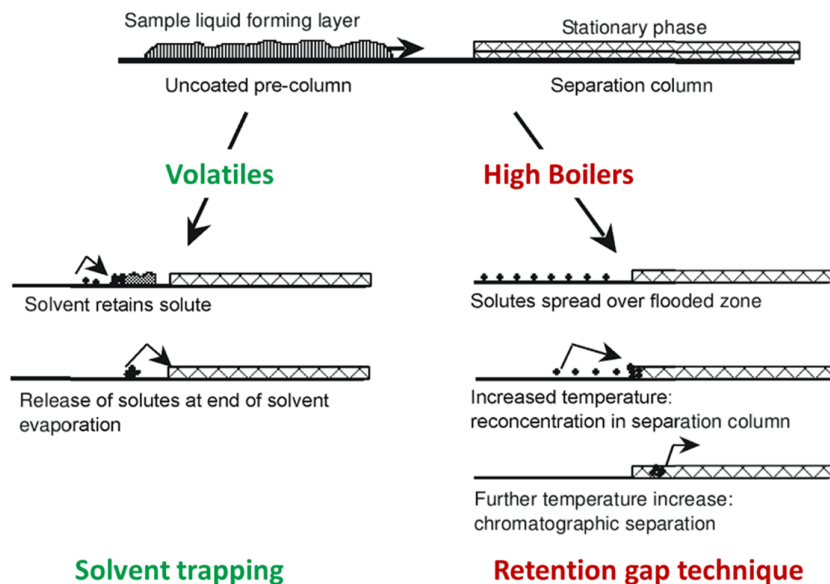 Sample liquid forming layer
Stationary phase
Uncoated pre-column
Separation column
Volatiles
High Boilers
Solvent retains solute
Solutes spread over flooded zone
Release of solutes at end of solvent
evaporation
Increased temperature:
reconcentration in separation column
Further temperature increase:
chromatographic separation
Solvent trapping
Retention gap technique